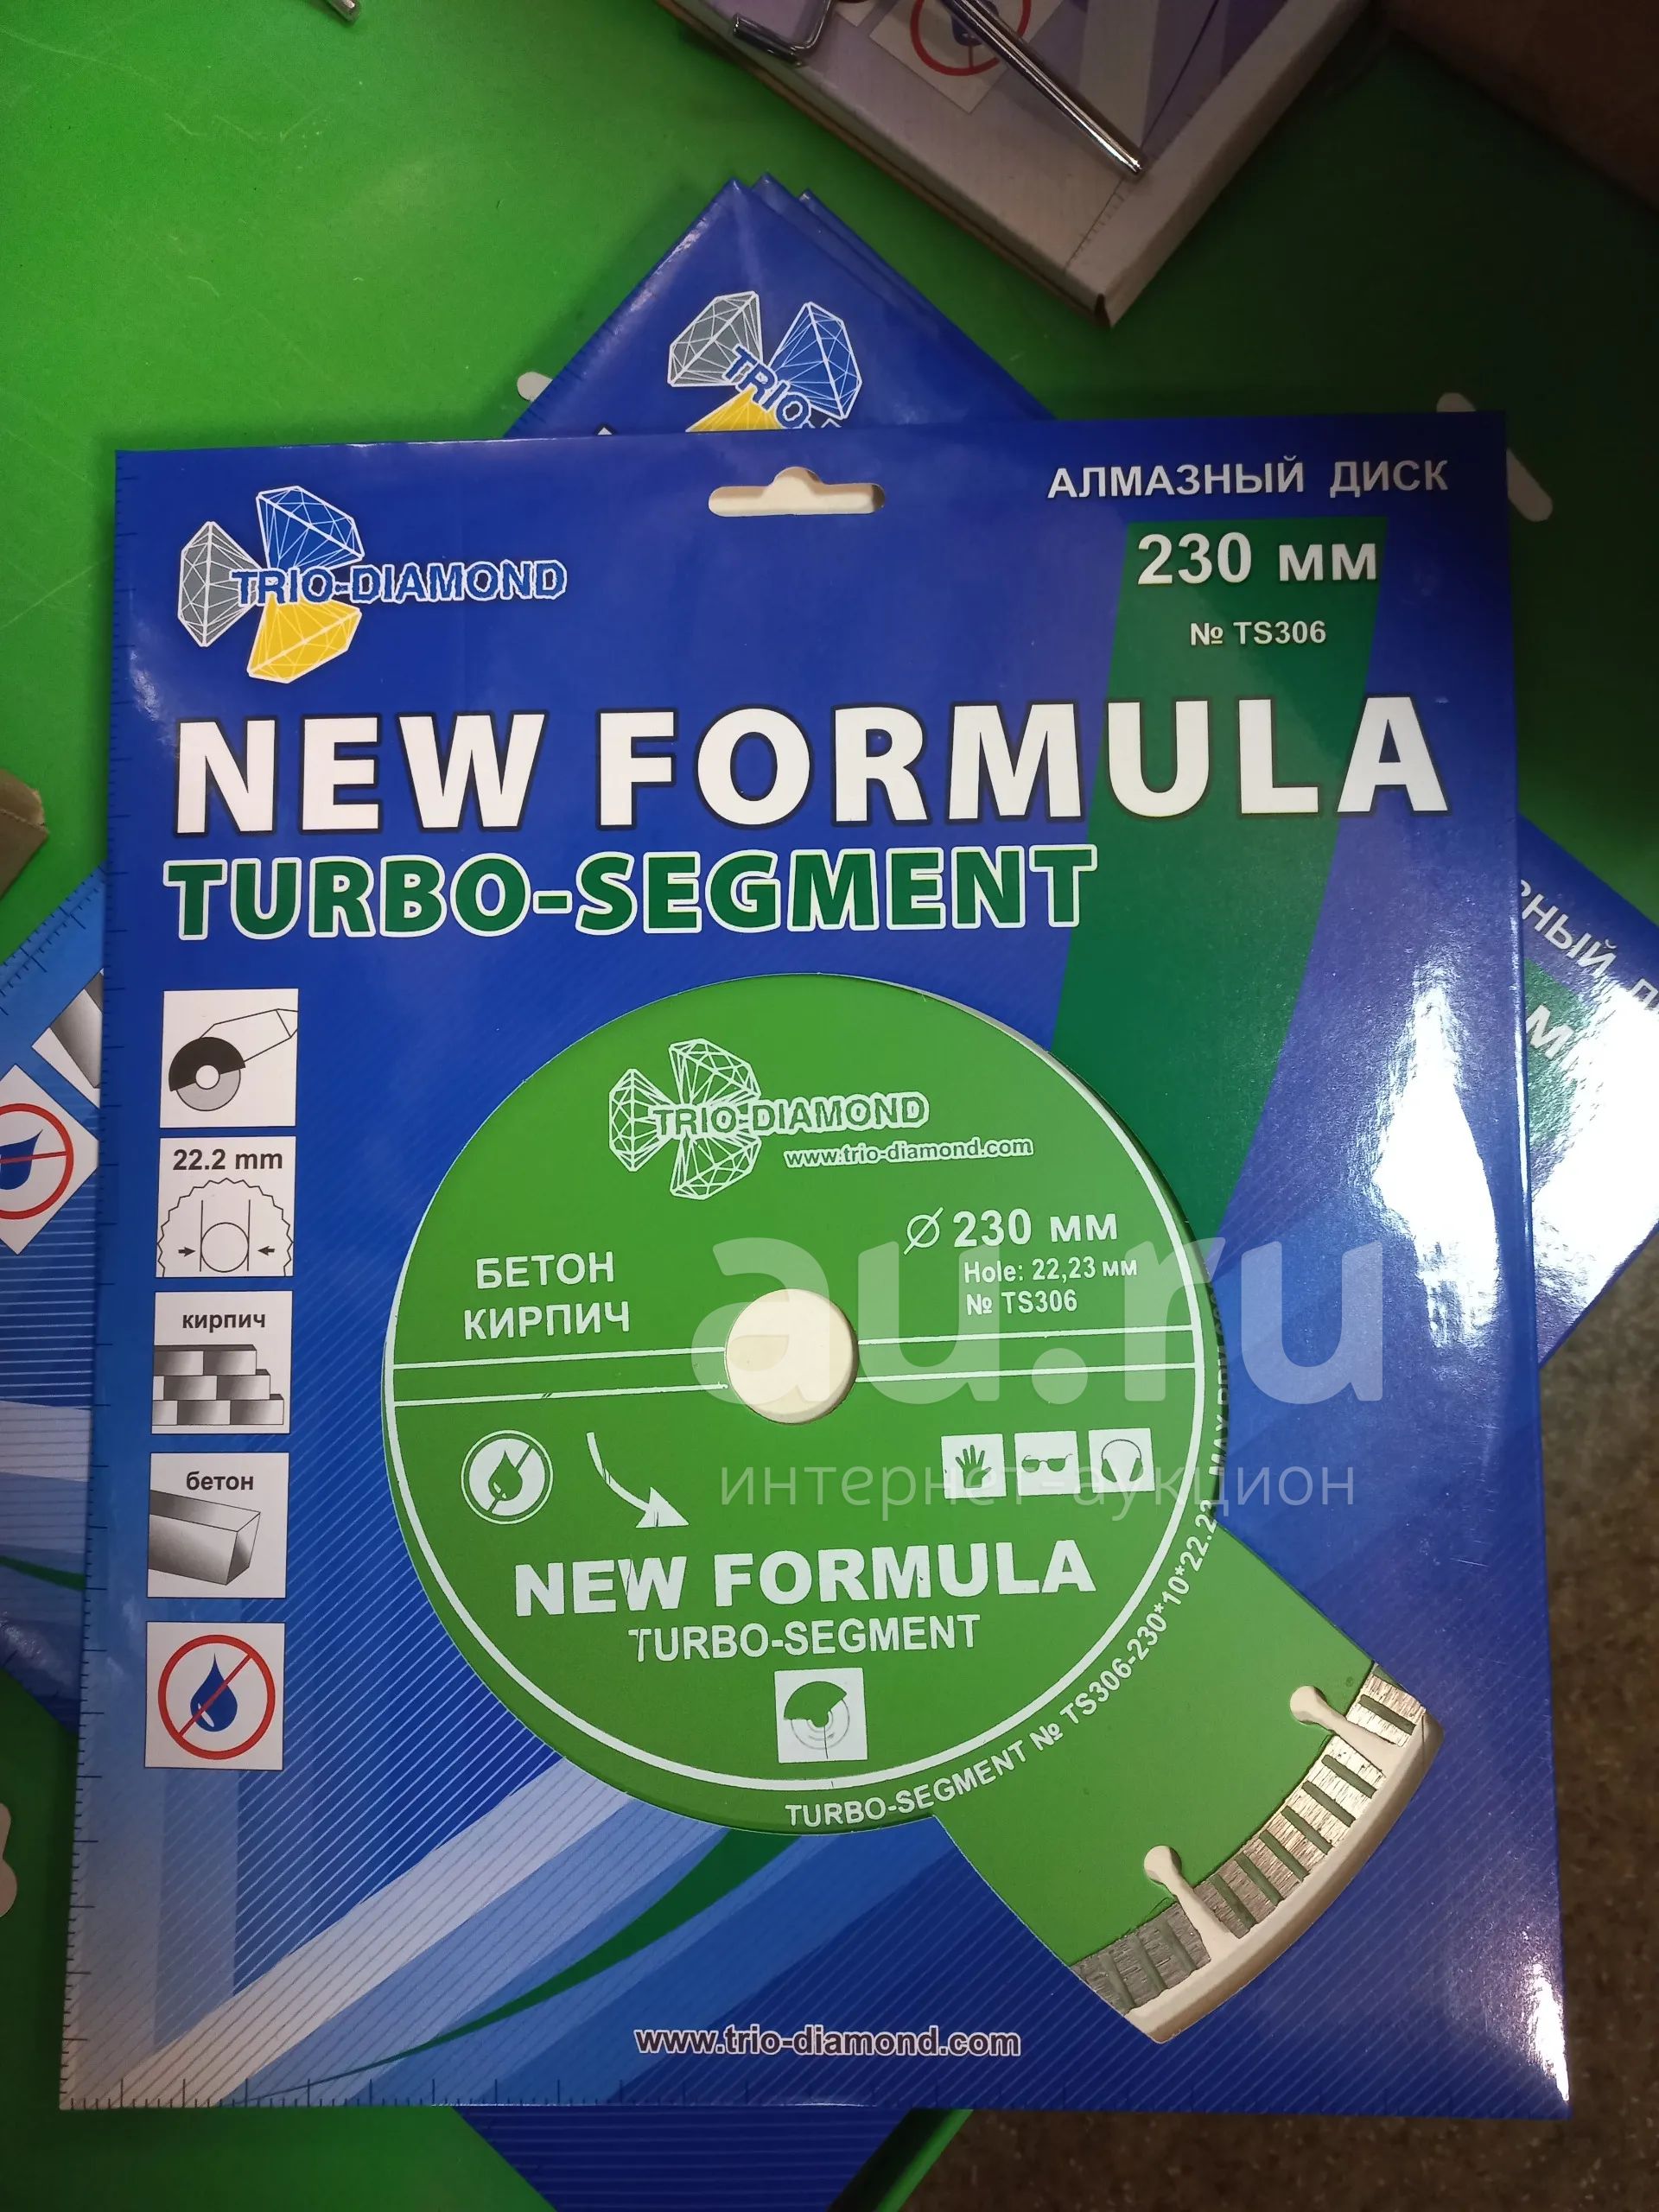 TRIO-
АЛМАЗНЫЙ ДИСК
230 мм
№ TS306
TRIO-DIAMOND
NEW FORMULA
TURBO-SEGMENT
22.2 mm
кирпич
бетон
TRIO-DIAMOND
www.trio-diamond.com
БЕТОН
КИРПИЧ
Ø 230 мм
Hole: 22,23 мм
№ TS306
NEW FORMULA
TURBO-SEGMENT
TURBO-SEGMENT № TS306-230*10*22.23
www.trio-diamond.com
au.ru
интернет-аукцион